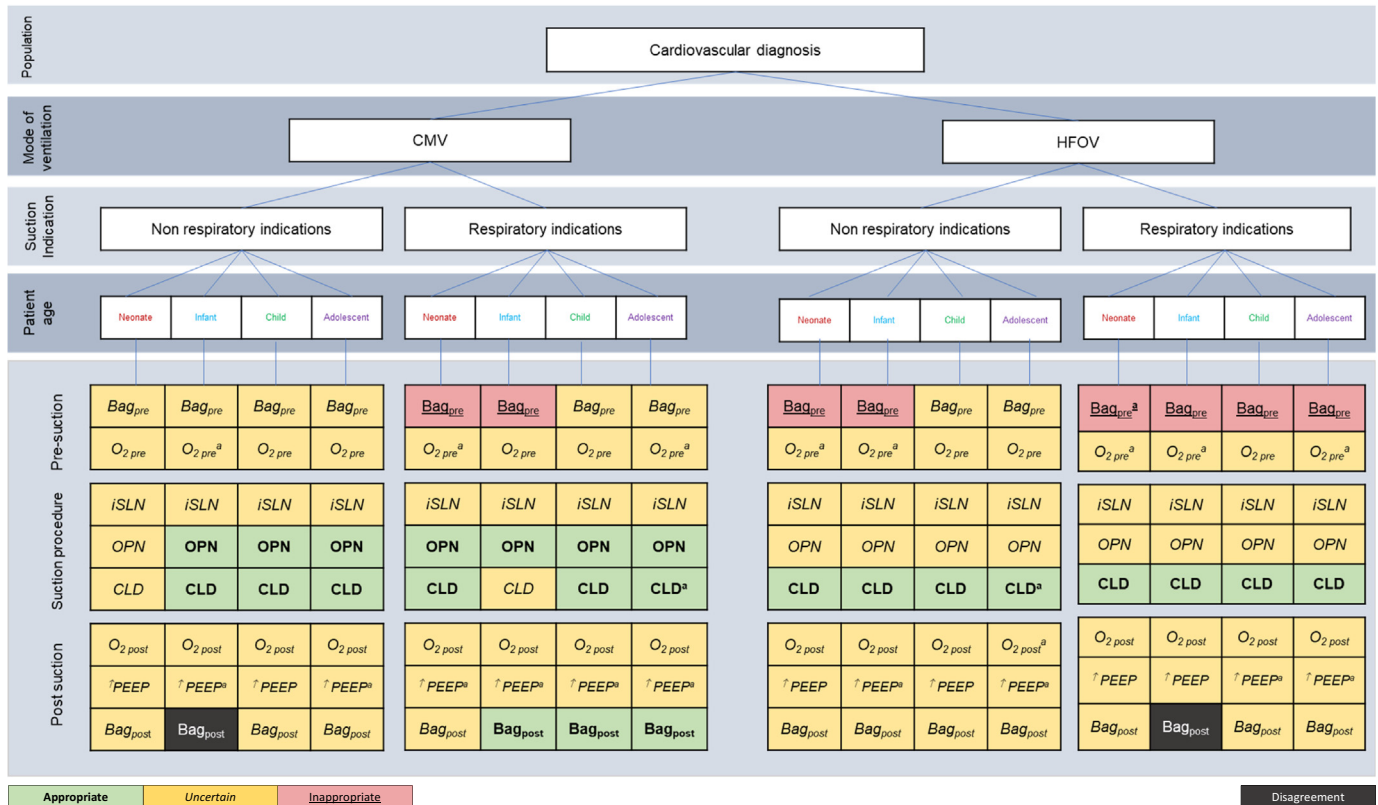 Population
Cardiovascular diagnosis
Mode of
ventilation
CMV
HFOV
Suction
Indication
Non respiratory indications
Respiratory indications
Non respiratory indications
Respiratory indications
Patient
age
Neonate Infant Child Adolescent
Neonate Infant Child Adolescent
Neonate Infant Child Adolescent
Neonate Infant Child Adolescent
Pre-suction
Bagpre Bagpre Bagpre Bagpre Bagpre Bagpre Bagpre Bagpre Bagpre Bagpre Bagpre Bagpre Bagpreᵃ Bagpre Bagpre Bagpre
O2 pre O2 preᵃ O2 pre O2 pre O2 preᵃ O2 pre O2 pre O2 preᵃ O2 preᵃ O2 preᵃ O2 pre O2 pre O2 preᵃ O2 preᵃ O2 pre O2 preᵃ
Suction procedure
iSLN iSLN iSLN iSLN iSLN iSLN iSLN iSLN iSLN iSLN iSLN iSLN iSLN iSLN iSLN iSLN
OPN OPN OPN OPN OPN OPN OPN OPN OPN OPN OPN OPN OPN OPN OPN OPN
CLD CLD CLD CLD CLD CLD CLD CLDᵃ CLD CLD CLD CLDᵃ CLD CLD CLD CLD
Post suction
O2 post O2 post O2 post O2 post O2 post O2 post O2 post O2 post O2 post O2 post O2 post O2 postᵃ O2 post O2 post O2 post O2 post
↑PEEP ↑PEEPᵃ ↑PEEP ↑PEEPᵃ ↑PEEPᵃ ↑PEEPᵃ ↑PEEPᵃ ↑PEEPᵃ ↑PEEP ↑PEEPᵃ ↑PEEP ↑PEEPᵃ ↑PEEP ↑PEEP ↑PEEPᵃ ↑PEEPᵃ
Bagpost Bagpost Bagpost Bagpost Bagpost Bagpost Bagpost Bagpost Bagpost Bagpost Bagpost Bagpost Bagpost Bagpost Bagpost Bagpost
Appropriate Uncertain Inappropriate Disagreement